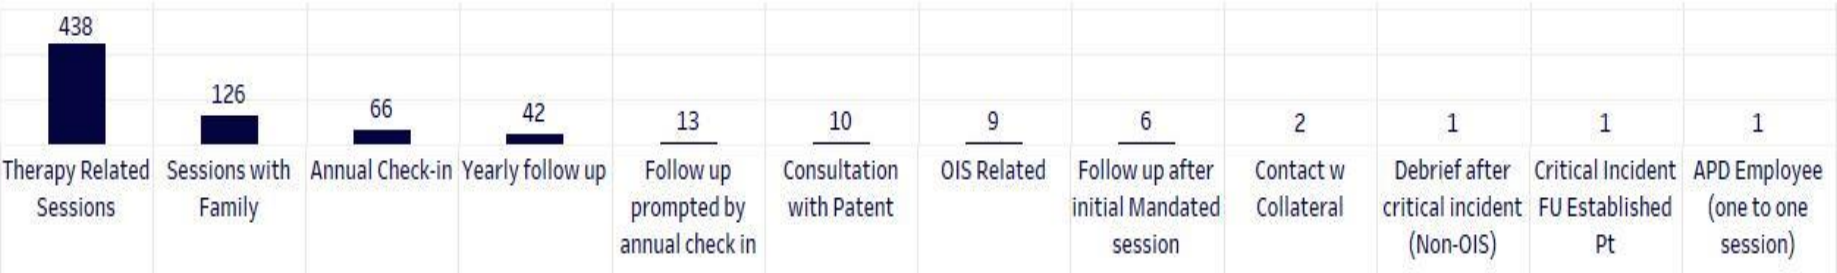 438
126
66
42
13
10
9
6
2
1
1
1
Therapy Related
Sessions
Sessions with
Family
Annual Check-in
Yearly follow up
Follow up
prompted by
annual check in
Consultation
with Patent
OIS Related
Follow up after
initial Mandated
session
Contact w
Collateral
Debrief after
critical incident
(Non-OIS)
Critical Incident
FU Established
Pt
APD Employee
(one to one
session)